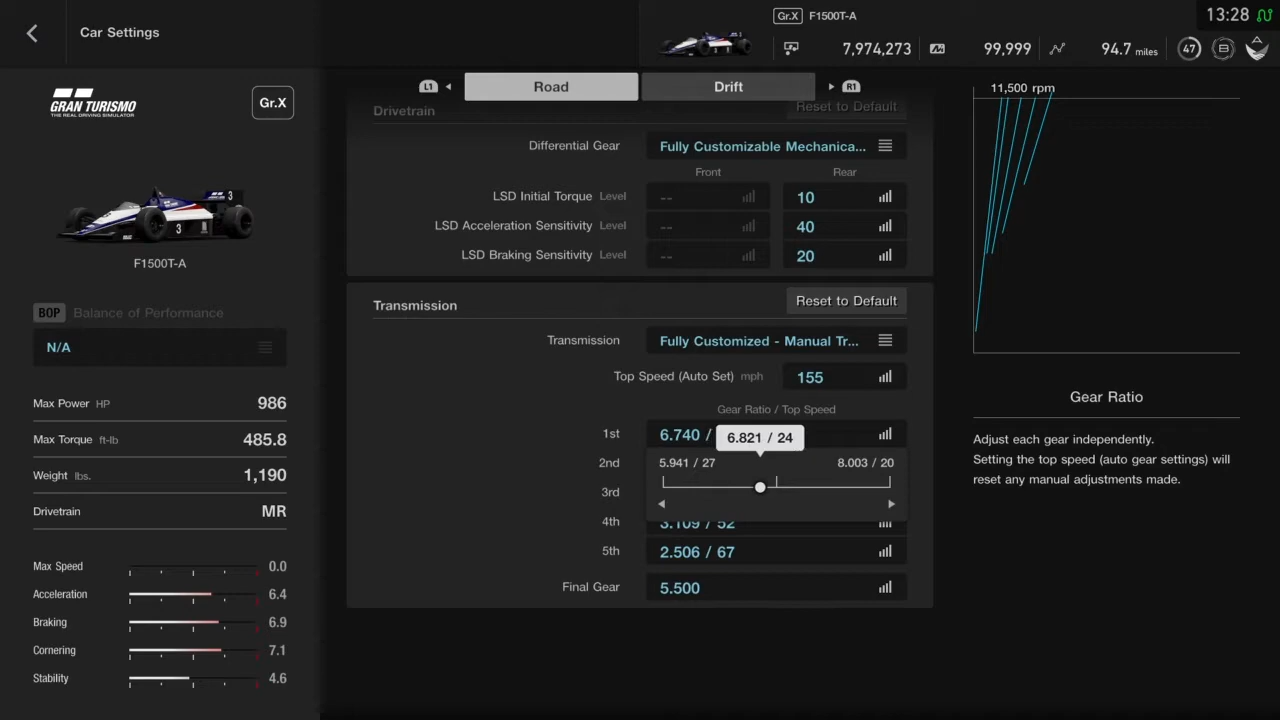 13:28
Car Settings
Gr.X F1500T-A
7,974,273 99,999 94.7 miles 47 B A
L1 Road Drift R1
GRAN TURISMO
THE REAL DRIVING SIMULATOR
Gr.X
F1500T-A
BOP Balance of Performance
N/A
Max Power HP 986
Max Torque ft-lb 485.8
Weight lbs. 1,190
Drivetrain MR
Max Speed 0.0
Acceleration 6.4
Braking 6.9
Cornering 7.1
Stability 4.6
Drivetrain Reset to Default
Differential Gear Fully Customizable Mechanica...
Front Rear
LSD Initial Torque Level -- 10
LSD Acceleration Sensitivity Level -- 40
LSD Braking Sensitivity Level -- 20
Transmission Reset to Default
Transmission Fully Customized - Manual Tr...
Top Speed (Auto Set) mph 155
Gear Ratio / Top Speed
1st 6.740 /
6.821 / 24
2nd 5.941 / 27 8.003 / 20
3rd
4th 3.109 / 52
5th 2.506 / 67
Final Gear 5.500
11,500 rpm
Gear Ratio
Adjust each gear independently.
Setting the top speed (auto gear settings) will
reset any manual adjustments made.